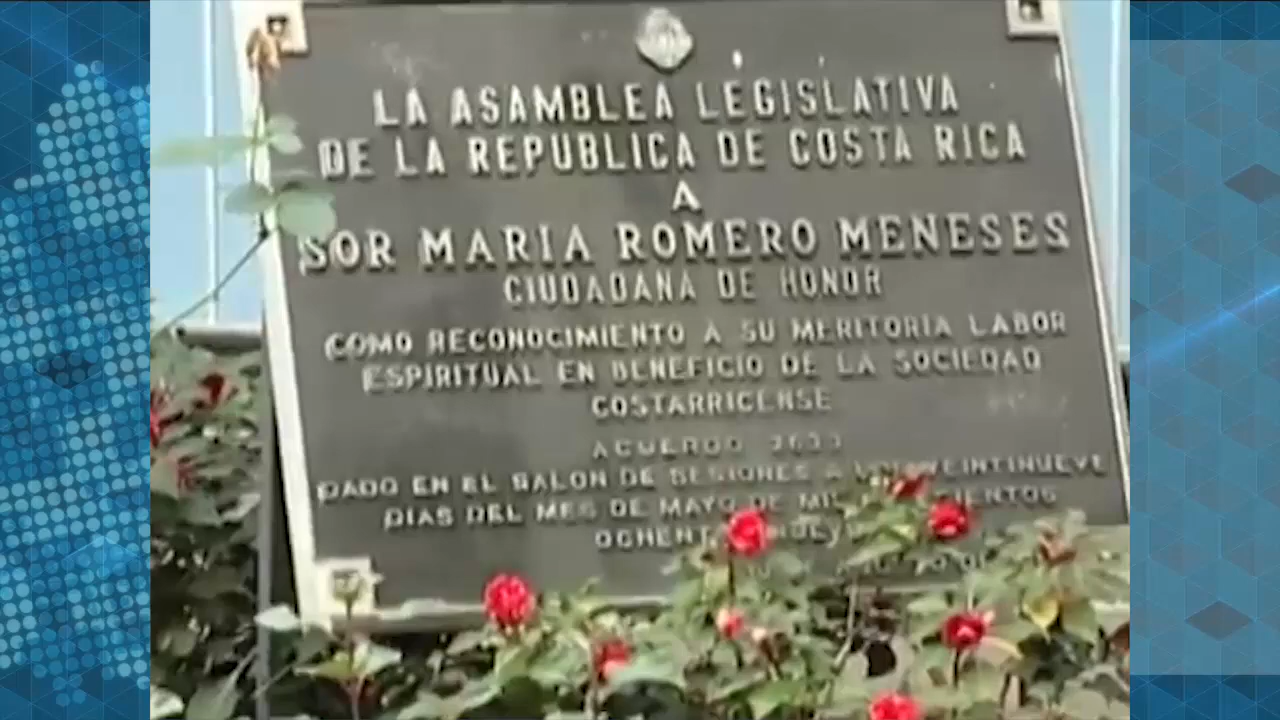 LA ASAMBLEA LEGISLATIVA
DE LA REPUBLICA DE COSTA RICA
A
SOR MARIA ROMERO MENESES
CIUDADANA DE HONOR
COMO RECONOCIMIENTO A SU MERITORIA LABOR
ESPIRITUAL EN BENEFICIO DE LA SOCIEDAD
COSTARRICENSE
ACUERDO
DADO EN EL SALON DE SESIONES A VEINTINUEVE
DIAS DEL MES DE MAYO DE